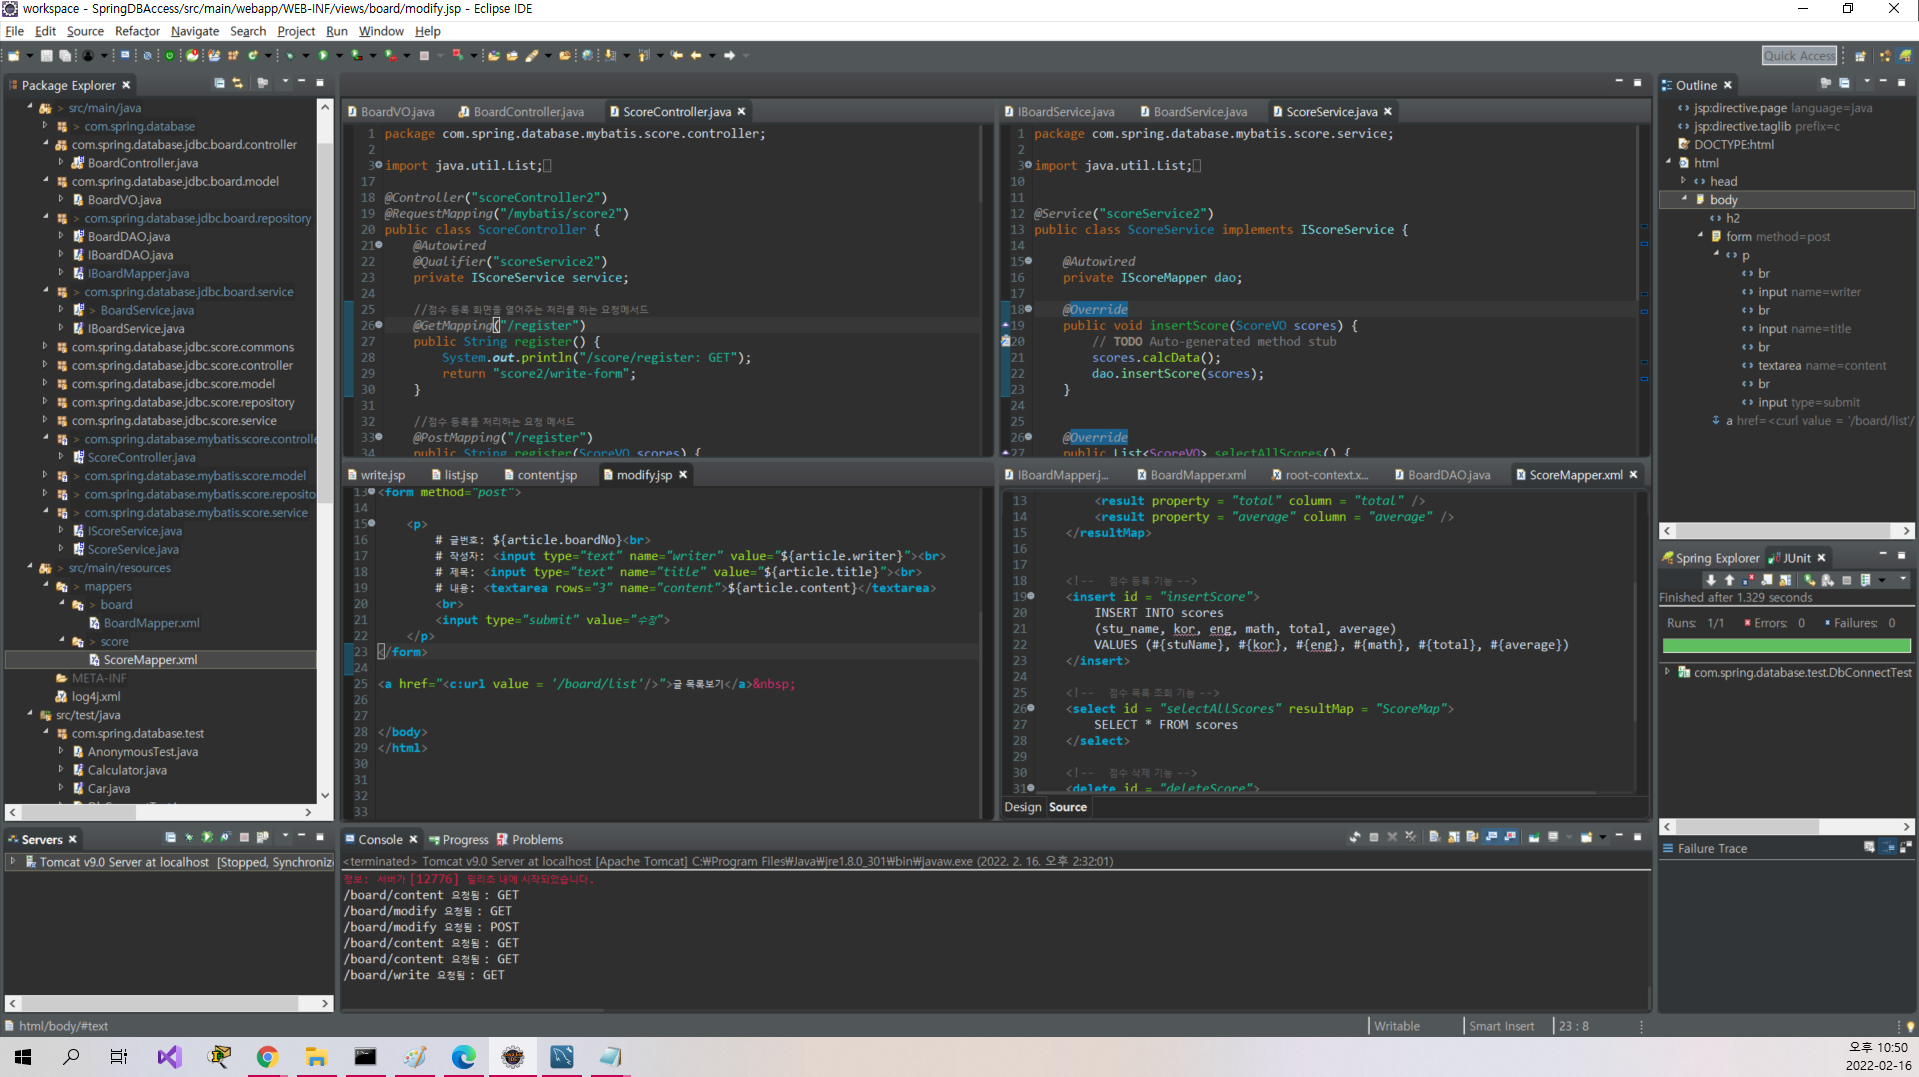 workspace - SpringDBAccess/src/main/webapp/WEB-INF/views/board/modify.jsp - Eclipse IDE
File Edit Source Refactor Navigate Search Project Run Window Help
Quick Access
Package Explorer
> src/main/java
> com.spring.database
com.spring.database.jdbc.board.controller
BoardController.java
com.spring.database.jdbc.board.model
BoardVO.java
> com.spring.database.jdbc.board.repository
BoardDAO.java
IBoardDAO.java
IBoardMapper.java
> com.spring.database.jdbc.board.service
> BoardService.java
IBoardService.java
com.spring.database.jdbc.score.commons
com.spring.database.jdbc.score.controller
com.spring.database.jdbc.score.model
com.spring.database.jdbc.score.repository
com.spring.database.jdbc.score.service
> com.spring.database.mybatis.score.controlle
ScoreController.java
> com.spring.database.mybatis.score.model
> com.spring.database.mybatis.score.reposito
> com.spring.database.mybatis.score.service
IScoreService.java
ScoreService.java
> src/main/resources
> mappers
> board
BoardMapper.xml
> score
ScoreMapper.xml
META-INF
log4j.xml
src/test/java
com.spring.database.test
AnonymousTest.java
Calculator.java
Car.java
BoardVO.java BoardController.java ScoreController.java
1 package com.spring.database.mybatis.score.controller;
2
3 import java.util.List;
17
18 @Controller("scoreController2")
19 @RequestMapping("/mybatis/score2")
20 public class ScoreController {
21 @Autowired
22 @Qualifier("scoreService2")
23 private IScoreService service;
24
25 //점수 등록 화면을 열어주는 처리를 하는 요청메서드
26 @GetMapping("/register")
27 public String register() {
28 System.out.println("/score/register: GET");
29 return "score2/write-form";
30 }
31
32 //점수 등록을 처리하는 요청 메서드
33 @PostMapping("/register")
34 public String register(ScoreVO scores) {
IBoardService.java BoardService.java ScoreService.java
1 package com.spring.database.mybatis.score.service;
2
3 import java.util.List;
10
11
12 @Service("scoreService2")
13 public class ScoreService implements IScoreService {
14
15 @Autowired
16 private IScoreMapper dao;
17
18 @Override
19 public void insertScore(ScoreVO scores) {
20 // TODO Auto-generated method stub
21 scores.calcData();
22 dao.insertScore(scores);
23 }
24
25
26 @Override
27 public List<ScoreVO> selectAllScores() {
write.jsp list.jsp content.jsp modify.jsp
13 <form method="post">
14
15 <p>
16 # 글번호: ${article.boardNo}<br>
17 # 작성자: <input type="text" name="writer" value="${article.writer}"><br>
18 # 제목: <input type="text" name="title" value="${article.title}"><br>
19 # 내용: <textarea rows="3" name="content">${article.content}</textarea>
20 <br>
21 <input type="submit" value="수정">
22 </p>
23 </form>
24
25 <a href="<c:url value = '/board/list'/>">글 목록보기</a>&nbsp;
26
27
28 </body>
29 </html>
30
31
32
33
IBoardMapper.j... BoardMapper.xml root-context.x... BoardDAO.java ScoreMapper.xml
13 <result property = "total" column = "total" />
14 <result property = "average" column = "average" />
15 </resultMap>
16
17
18 <!-- 점수 등록 기능 -->
19 <insert id = "insertScore">
20 INSERT INTO scores
21 (stu_name, kor, eng, math, total, average)
22 VALUES (#{stuName}, #{kor}, #{eng}, #{math}, #{total}, #{average})
23 </insert>
24
25 <!-- 점수 목록 조회 기능 -->
26 <select id = "selectAllScores" resultMap = "ScoreMap">
27 SELECT * FROM scores
28 </select>
29
30 <!-- 점수 삭제 기능 -->
31 <delete id = "deleteScore">
Design Source
Outline
jsp:directive.page language=java
jsp:directive.taglib prefix=c
DOCTYPE:html
html
head
body
h2
form method=post
p
br
input name=writer
br
input name=title
br
textarea name=content
br
input type=submit
a href=<curl value = '/board/list'/
Spring Explorer JUnit
Finished after 1.329 seconds
Runs: 1/1 Errors: 0 Failures: 0
com.spring.database.test.DbConnectTest
Failure Trace
Servers
Tomcat v9.0 Server at localhost [Stopped, Synchroniz
Console Progress Problems
<terminated> Tomcat v9.0 Server at localhost [Apache Tomcat] C:₩Program Files₩Java₩jre1.8.0_301₩bin₩javaw.exe (2022. 2. 16. 오후 2:32:01)
정보: 서버가 [12776] 밀리초 내에 시작되었습니다.
/board/content 요청됨 : GET
/board/modify 요청됨 : GET
/board/modify 요청됨 : POST
/board/content 요청됨 : GET
/board/content 요청됨 : GET
/board/write 요청됨 : GET
html/body/#text
Writable
Smart Insert
23 : 8
오후 10:50
2022-02-16